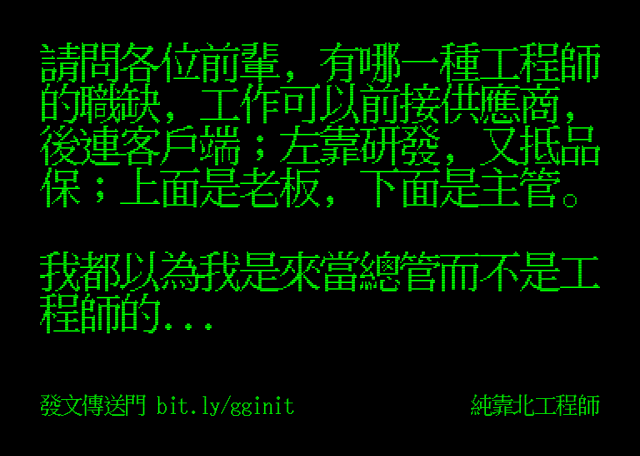 請問各位前輩，有哪一種工程師
的職缺，工作可以前接供應商，
後連客戶端；左靠研發，又抵品
保；上面是老板，下面是主管。
我都以為我是來當總管而不是工
程師的...
發文傳送門 bit.ly/gginit
純靠北工程師